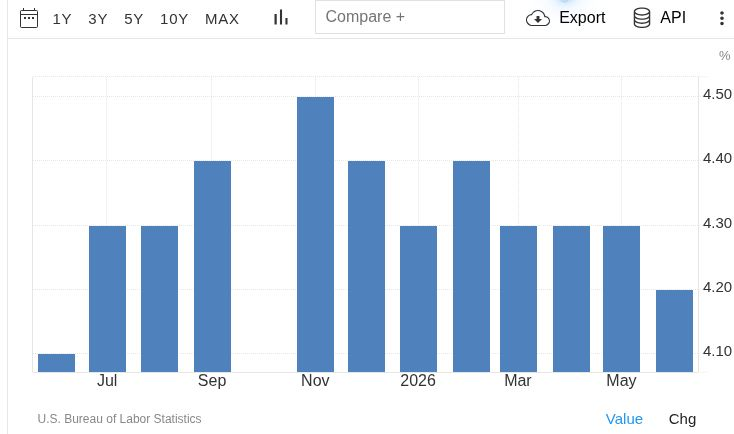 1Y 3Y 5Y 10Y MAX Compare + Export API
%
4.50
4.40
4.30
4.20
4.10
Jul Sep Nov 2026 Mar May
U.S. Bureau of Labor Statistics Value Chg